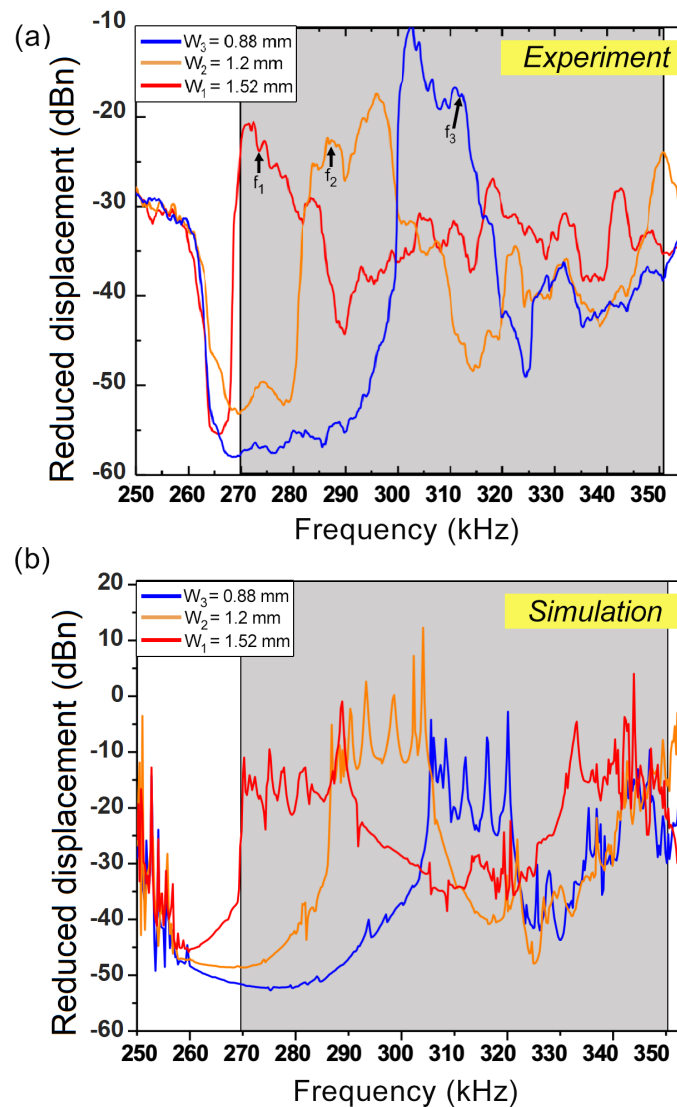 (a)
Reduced displacement (dBn)
-10
-20
-30
-40
-50
-60
W3 = 0.88 mm
W2 = 1.2 mm
W1 = 1.52 mm
Experiment
f1
f2
f3
250 260 270 280 290 300 310 320 330 340 350
Frequency (kHz)
(b)
Reduced displacement (dBn)
20
10
0
-10
-20
-30
-40
-50
-60
W3 = 0.88 mm
W2 = 1.2 mm
W1 = 1.52 mm
Simulation
250 260 270 280 290 300 310 320 330 340 350
Frequency (kHz)